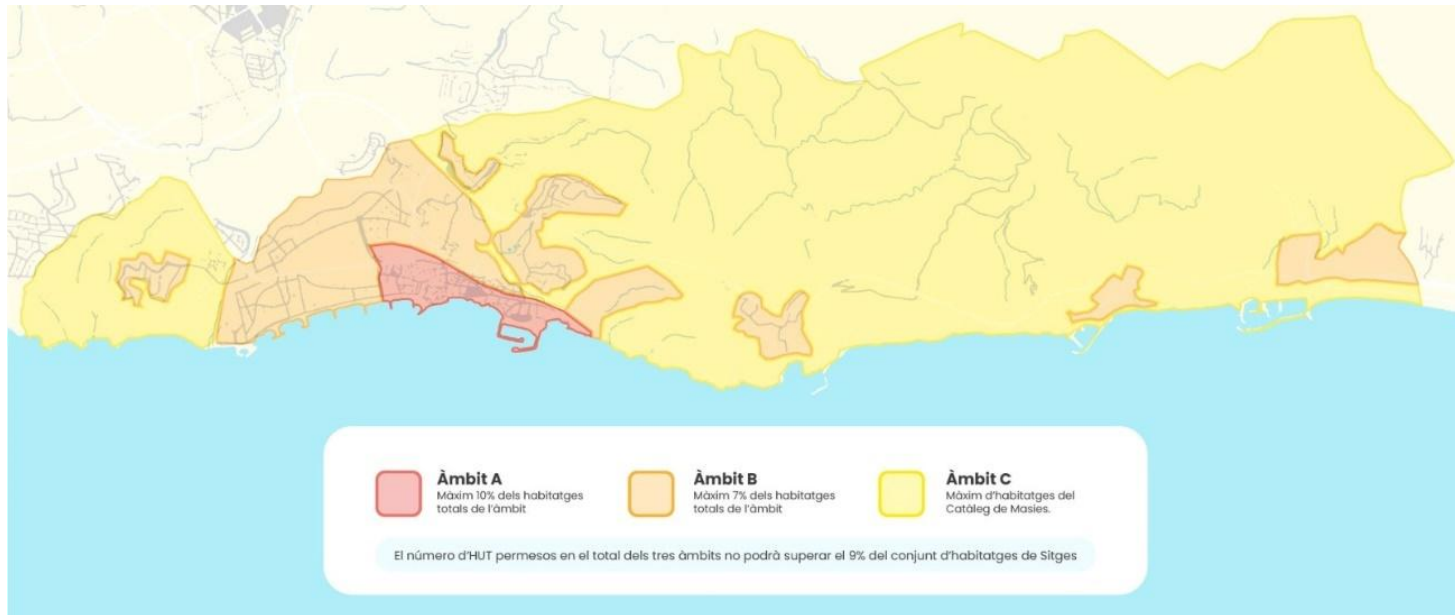 Àmbit A
Màxim 10% dels habitatges
totals de l'àmbit
Àmbit B
Màxim 7% dels habitatges
totals de l'àmbit
Àmbit C
Màxim d'habitatges del
Catàleg de Masies.
El número d'HUT permesos en el total dels tres àmbits no podrà superar el 9% del conjunt d'habitatges de Sitges